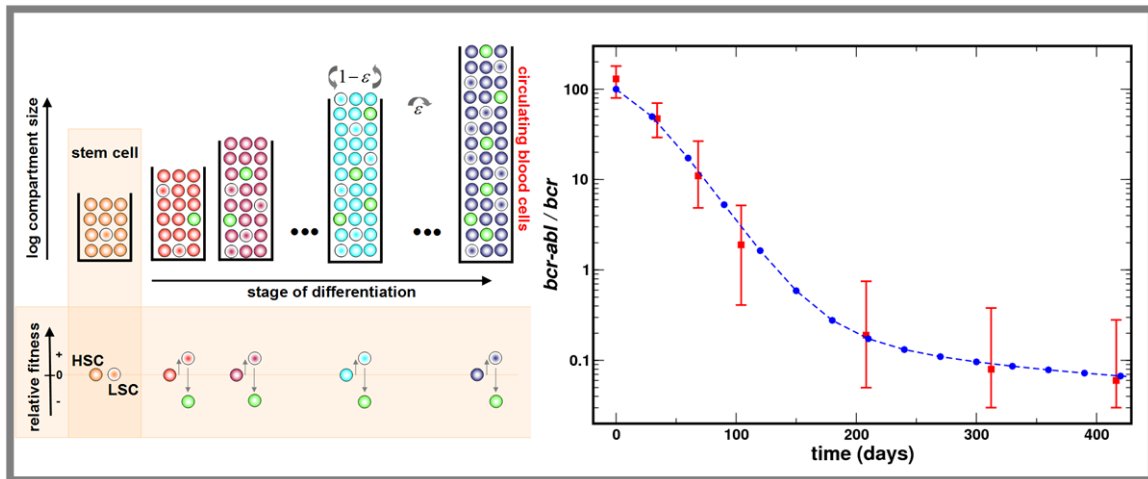 log compartment size
stem cell
1-ε
ε
circulating blood cells
•••
•••
stage of differentiation
relative fitness
+
0
-
HSC
LSC
bcr-abl / bcr
100
10
1
0.1
0
100
200
300
400
time (days)